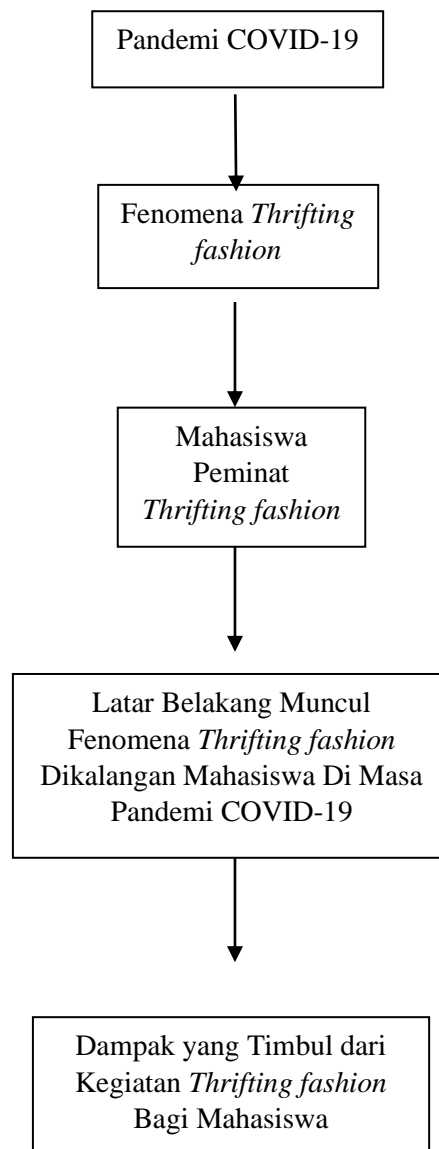 Pandemi COVID-19
Fenomena Thrifting
fashion
Mahasiswa
Peminat
Thrifting fashion
Latar Belakang Muncul
Fenomena Thrifting fashion
Dikalangan Mahasiswa Di Masa
Pandemi COVID-19
Dampak yang Timbul dari
Kegiatan Thrifting fashion
Bagi Mahasiswa